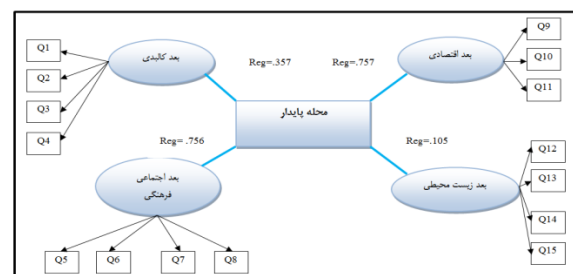 Q1
Q2
Q3
Q4
بعد کالبدی
Reg=.357
Reg=.757
بعد اقتصادی
Q9
Q10
Q11
محله پایدار
Reg= .756
Reg=.105
بعد اجتماعی
فرهنگی
بعد زیست محیطی
Q12
Q13
Q14
Q15
Q5
Q6
Q7
Q8